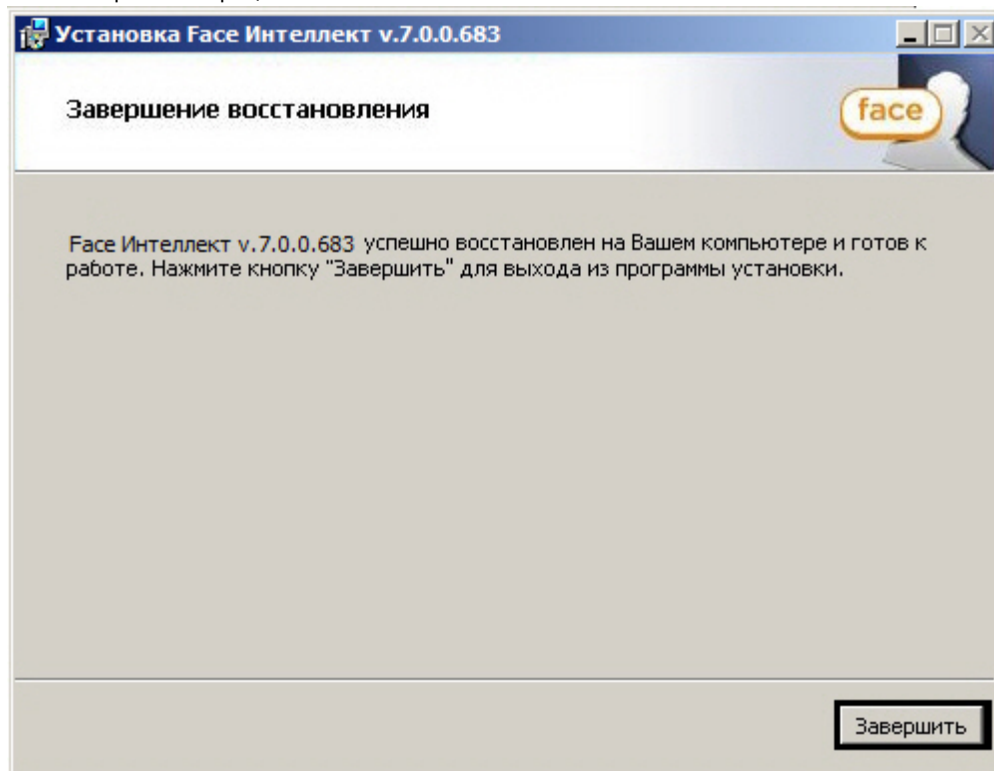 Установка Face Интеллект v.7.0.0.683
Завершение восстановления
face
Face Интеллект v.7.0.0.683 успешно восстановлен на Вашем компьютере и готов к
работе. Нажмите кнопку "Завершить" для выхода из программы установки.
Завершить